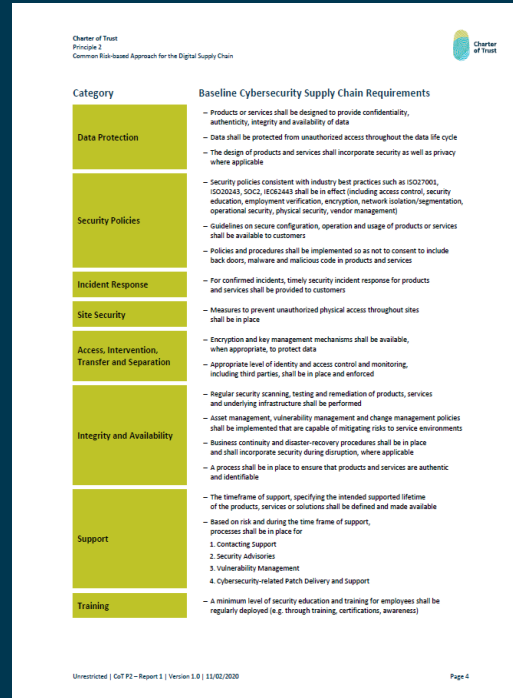 Charter of Trust
Principle 2
Common Risk-based Approach for the Digital Supply Chain
Charter
of Trust
Category
Baseline Cybersecurity Supply Chain Requirements
Data Protection
– Products or services shall be designed to provide confidentiality,
authenticity, integrity and availability of data
– Data shall be protected from unauthorized access throughout the data life cycle
– The design of products and services shall incorporate security as well as privacy
where applicable
Security Policies
– Security policies consistent with industry best practices such as ISO27001,
ISO20243, SOC2, IEC62443 shall be in effect (including access control, security
education, employment verification, encryption, network isolation/segmentation,
operational security, physical security, vendor management)
– Guidelines on secure configuration, operation and usage of products or services
shall be available to customers
– Policies and procedures shall be implemented so as not to consent to include
back doors, malware and malicious code in products and services
Incident Response
– For confirmed incidents, timely security incident response for products
and services shall be provided to customers
Site Security
– Measures to prevent unauthorized physical access throughout sites
shall be in place
Access, Intervention,
Transfer and Separation
– Encryption and key management mechanisms shall be available,
when appropriate, to protect data
– Appropriate level of identity and access control and monitoring,
including third parties, shall be in place and enforced
Integrity and Availability
– Regular security scanning, testing and remediation of products, services
and underlying infrastructure shall be performed
– Asset management, vulnerability management and change management policies
shall be implemented that are capable of mitigating risks to service environments
– Business continuity and disaster-recovery procedures shall be in place
and shall incorporate security during disruption, where applicable
– A process shall be in place to ensure that products and services are authentic
and identifiable
Support
– The timeframe of support, specifying the intended supported lifetime
of the products, services or solutions shall be defined and made available
– Based on risk and during the time frame of support,
processes shall be in place for
1. Contacting Support
2. Security Advisories
3. Vulnerability Management
4. Cybersecurity-related Patch Delivery and Support
Training
– A minimum level of security education and training for employees shall be
regularly deployed (e.g. through training, certifications, awareness)
Unrestricted | CoT P2 – Report 1 | Version 1.0 | 11/02/2020
Page 4